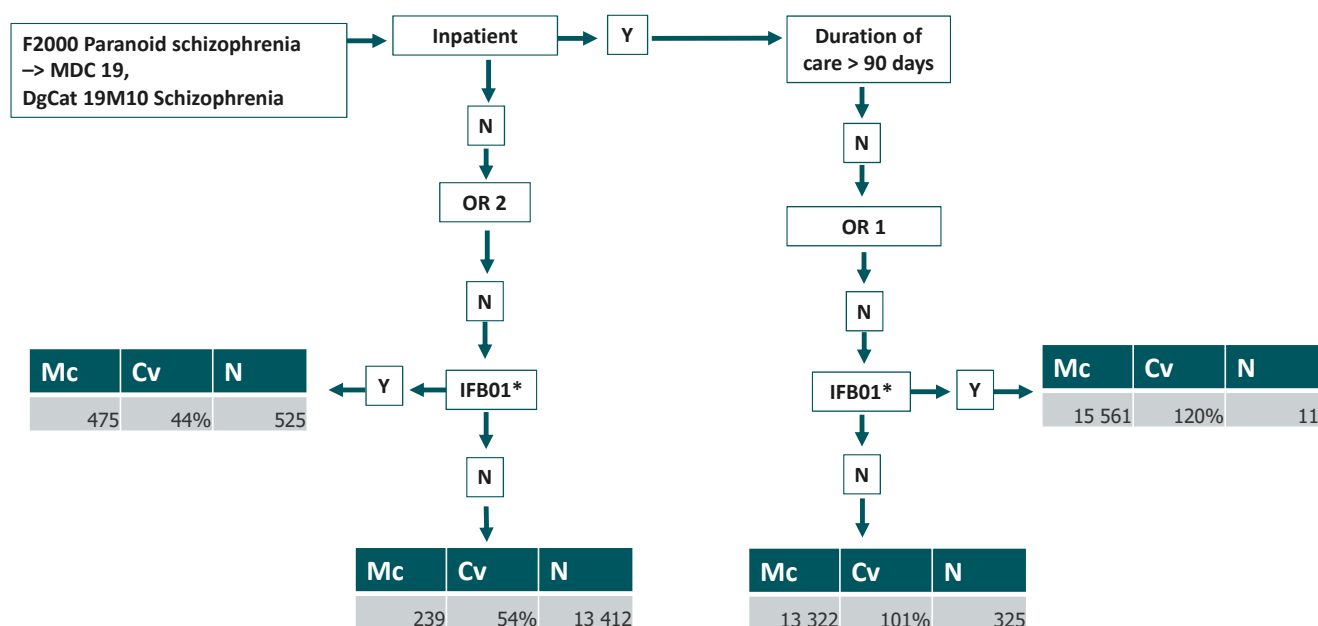 F2000 Paranoid schizophrenia
–> MDC 19,
DgCat 19M10 Schizophrenia
Inpatient
Y
Duration of
care > 90 days
N
N
OR 2
OR 1
N
N
Mc Cv N
475 44% 525
Y
IFB01*
IFB01*
Y
Mc Cv N
15 561 120% 11
N
N
Mc Cv N
239 54% 13 412
Mc Cv N
13 322 101% 325